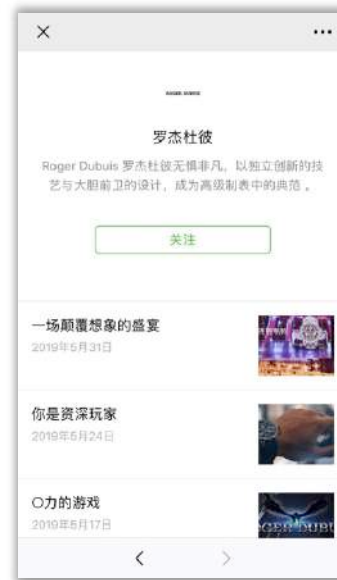 ROGER DUBUIS
罗杰杜彼
Roger Dubuis 罗杰杜彼无惧非凡，以独立创新的技
艺与大胆前卫的设计，成为高级制表中的典范 。
关注
一场颠覆想象的盛宴
2019年5月31日
你是资深玩家
2019年5月24日
O力的游戏
2019年5月17日